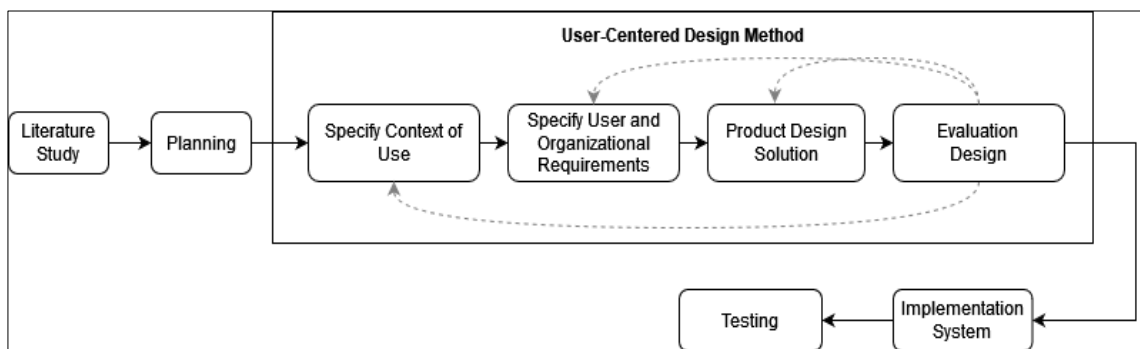 User-Centered Design Method
Literature
Study
Planning
Specify Context of
Use
Specify User and
Organizational
Requirements
Product Design
Solution
Evaluation
Design
Testing
Implementation
System